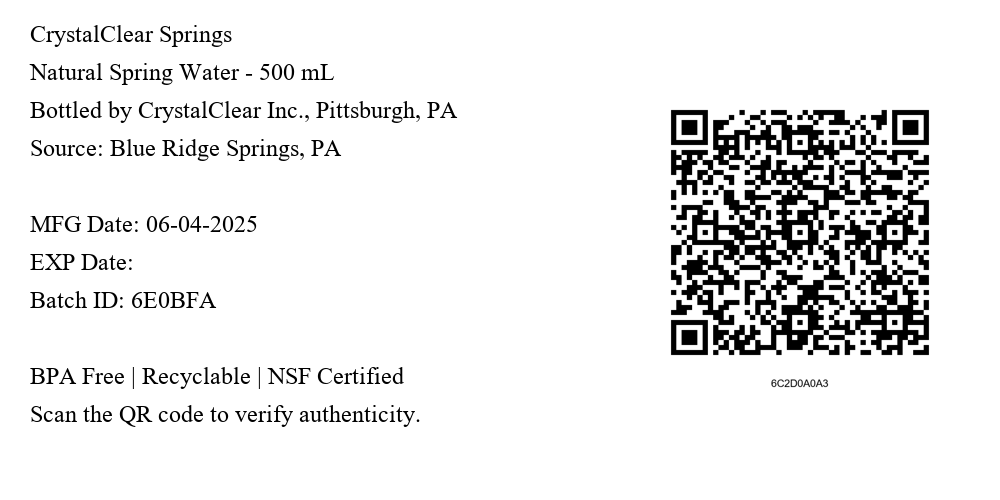 CrystalClear Springs
Natural Spring Water - 500 mL
Bottled by CrystalClear Inc., Pittsburgh, PA
Source: Blue Ridge Springs, PA
MFG Date: 06-04-2025
EXP Date:
Batch ID: 6E0BFA
BPA Free | Recyclable | NSF Certified
Scan the QR code to verify authenticity.
6C2D0A0A3